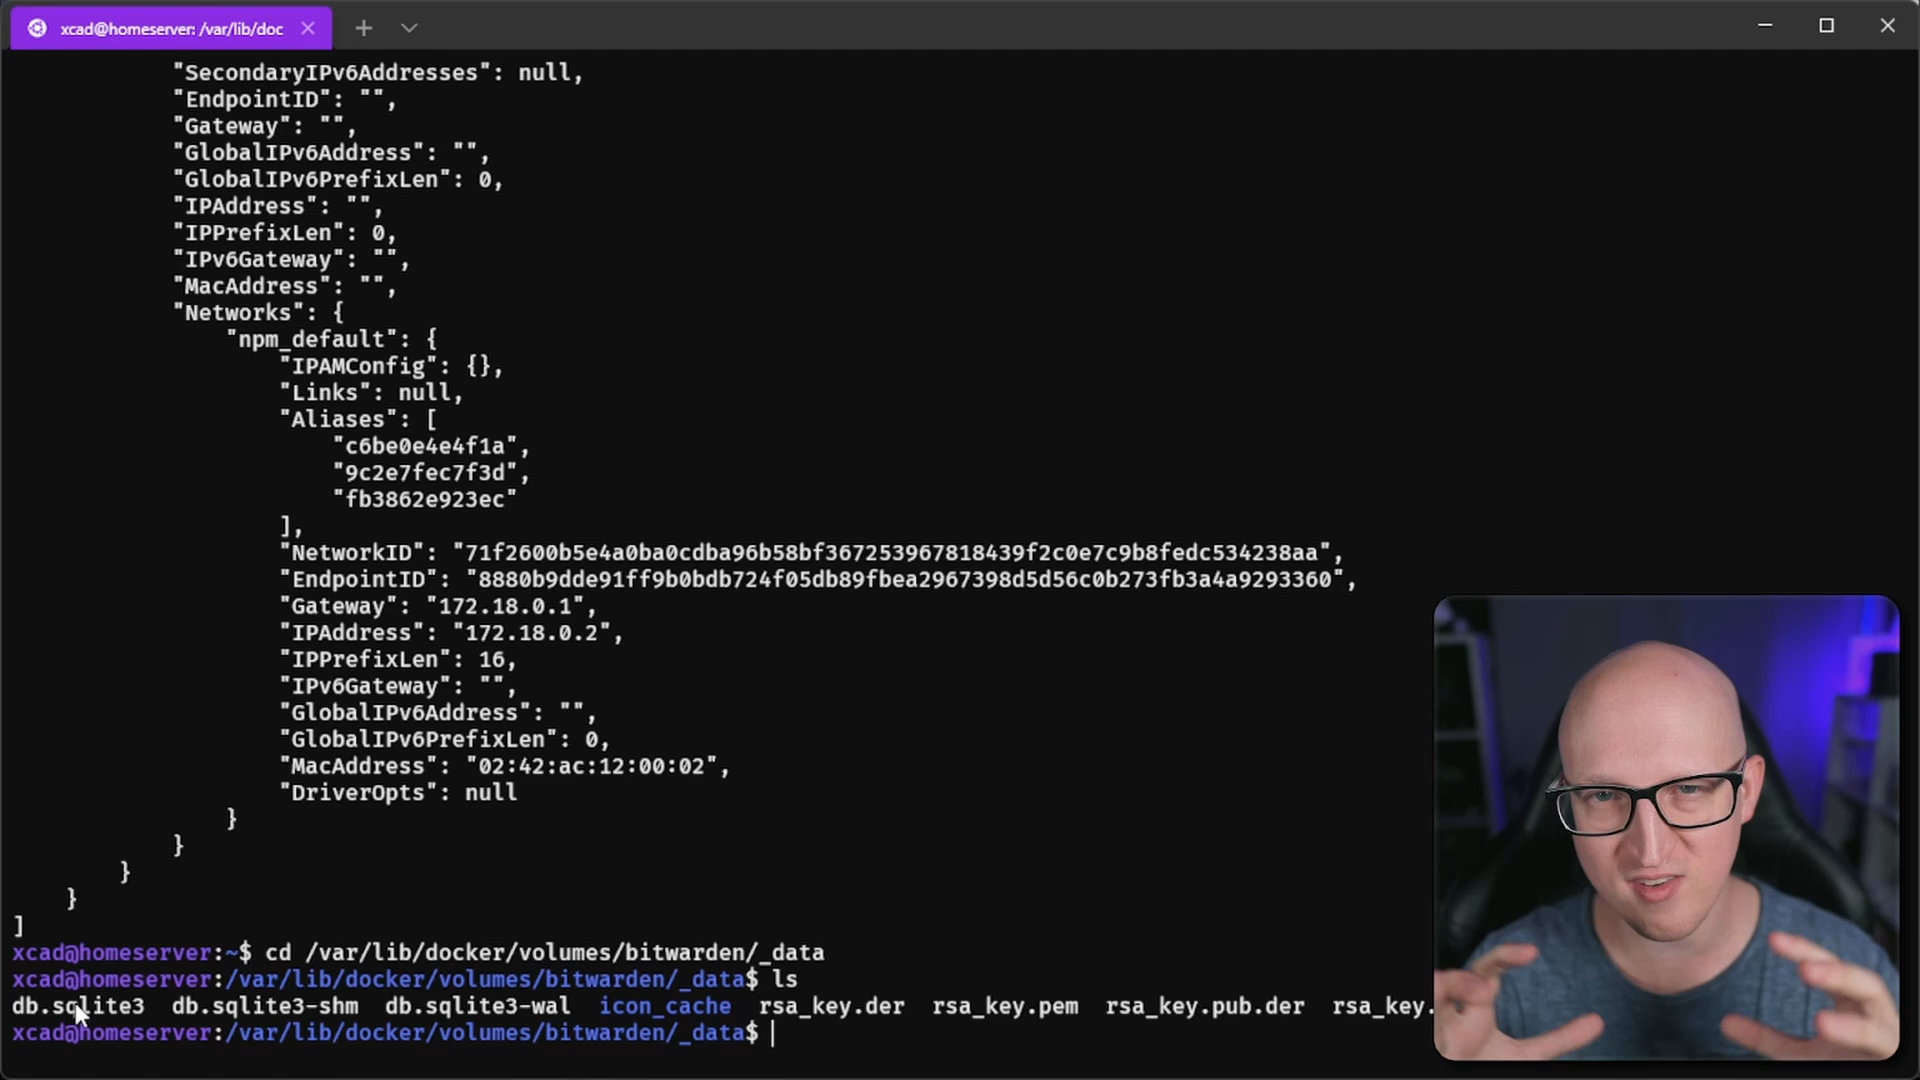 xcad@homeserver: /var/lib/doc
"SecondaryIPv6Addresses": null,
"EndpointID": "",
"Gateway": "",
"GlobalIPv6Address": "",
"GlobalIPv6PrefixLen": 0,
"IPAddress": "",
"IPPrefixLen": 0,
"IPv6Gateway": "",
"MacAddress": "",
"Networks": {
"npm_default": {
"IPAMConfig": {},
"Links": null,
"Aliases": [
"c6be0e4e4f1a",
"9c2e7fec7f3d",
"fb3862e923ec"
],
"NetworkID": "71f2600b5e4a0ba0cdba96b58bf367253967818439f2c0e7c9b8fedc534238aa",
"EndpointID": "8880b9dde91ff9b0bdb724f05db89fbea2967398d5d56c0b273fb3a4a9293360",
"Gateway": "172.18.0.1",
"IPAddress": "172.18.0.2",
"IPPrefixLen": 16,
"IPv6Gateway": "",
"GlobalIPv6Address": "",
"GlobalIPv6PrefixLen": 0,
"MacAddress": "02:42:ac:12:00:02",
"DriverOpts": null
}
}
}
}
]
xcad@homeserver:~$ cd /var/lib/docker/volumes/bitwarden/_data
xcad@homeserver:/var/lib/docker/volumes/bitwarden/_data$ ls
db.sqlite3 db.sqlite3-shm db.sqlite3-wal icon_cache rsa_key.der rsa_key.pem rsa_key.pub.der rsa_key.
xcad@homeserver:/var/lib/docker/volumes/bitwarden/_data$